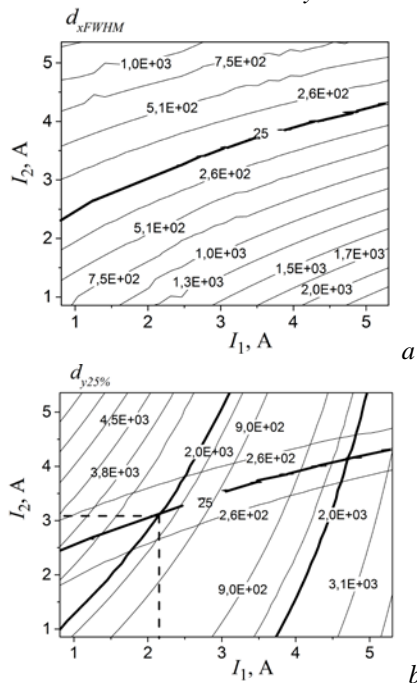 d_xFWHM
5
4
3
2
1
I₂, A
1,0E+03
7,5E+02
5,1E+02
2,6E+02
25
2,6E+02
5,1E+02
1,0E+03
7,5E+02
1,3E+03
1,5E+03
1,7E+03
2,0E+03
1 2 3 4 5
I₁, A
a
d_y25%
5
4
3
2
1
I₂, A
4,5E+03
3,8E+03
2,0E+03
9,0E+02
2,6E+02
25
2,6E+02
2,0E+03
9,0E+02
3,1E+03
1 2 3 4 5
I₁, A
b